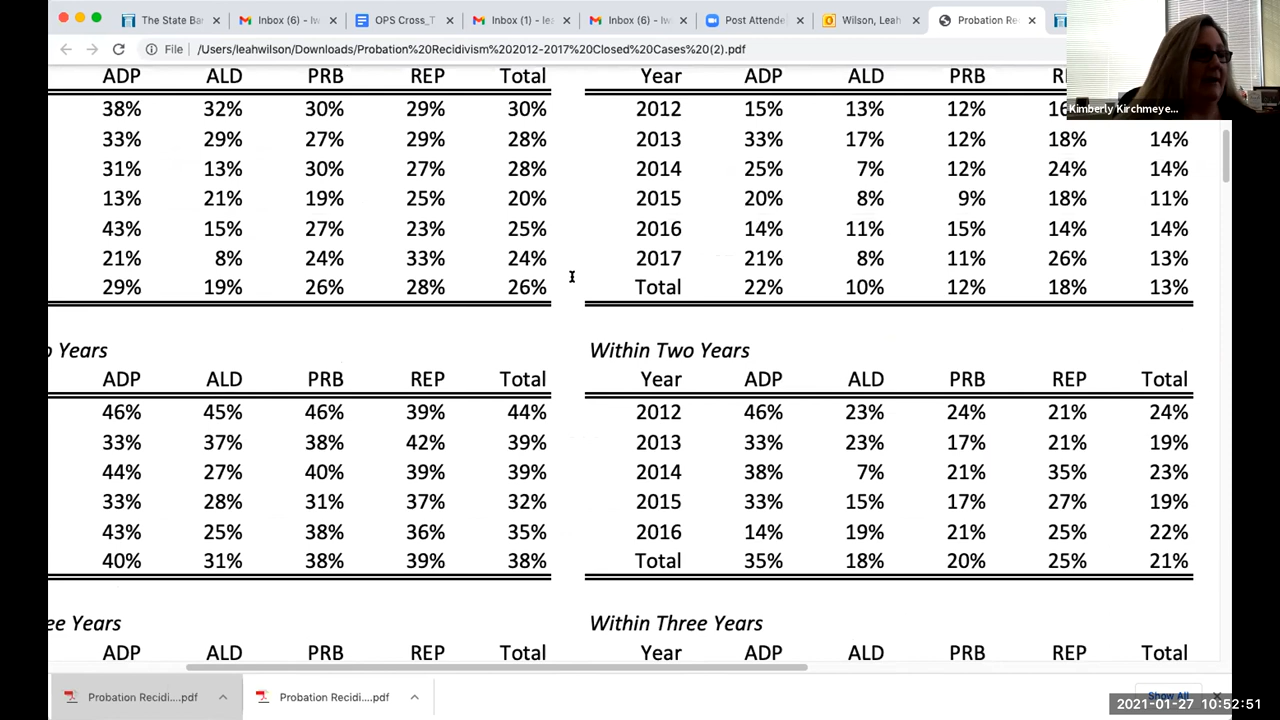 The State Bar
Inbox (6) - lw
OPS Cross_T
Inbox (1) - lw
Inbox (6) - lw
Post Attende
Wilson, Leah
Probation Re
File /Users/leahwilson/Downloads/Probation%20Recidivism%202012-2017%20Closed%20Cases%20(2).pdf
Kimberly Kirchmeye...
ADP ALD PRB REP Total Year ADP ALD PRB
38% 32% 30% 29% 30% 2012 15% 13% 12%
33% 29% 27% 29% 28% 2013 33% 17% 12% 18% 14%
31% 13% 30% 27% 28% 2014 25% 7% 12% 24% 14%
13% 21% 19% 25% 20% 2015 20% 8% 9% 18% 11%
43% 15% 27% 23% 25% 2016 14% 11% 15% 14% 14%
21% 8% 24% 33% 24% 2017 21% 8% 11% 26% 13%
29% 19% 26% 28% 26% Total 22% 10% 12% 18% 13%
o Years Within Two Years
ADP ALD PRB REP Total Year ADP ALD PRB REP Total
46% 45% 46% 39% 44% 2012 46% 23% 24% 21% 24%
33% 37% 38% 42% 39% 2013 33% 23% 17% 21% 19%
44% 27% 40% 39% 39% 2014 38% 7% 21% 35% 23%
33% 28% 31% 37% 32% 2015 33% 15% 17% 27% 19%
43% 25% 38% 36% 35% 2016 14% 19% 21% 25% 22%
40% 31% 38% 39% 38% Total 35% 18% 20% 25% 21%
ee Years Within Three Years
ADP ALD PRB REP Total Year ADP ALD PRB REP Total
Probation Recidi....pdf
Probation Recidi....pdf
Show All
2021-01-27 10:52:51